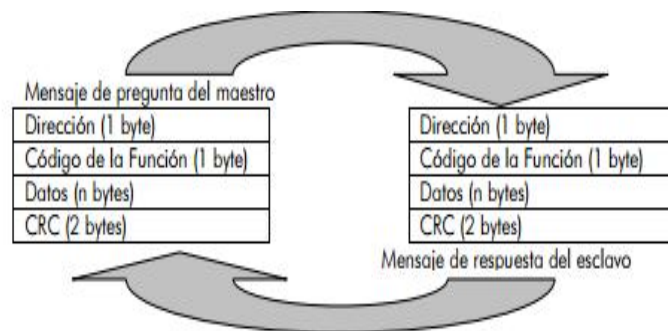 Mensaje de pregunta del maestro
Dirección (1 byte)
Código de la Función (1 byte)
Datos (n bytes)
CRC (2 bytes)
Dirección (1 byte)
Código de la Función (1 byte)
Datos (n bytes)
CRC (2 bytes)
Mensaje de respuesta del esclavo